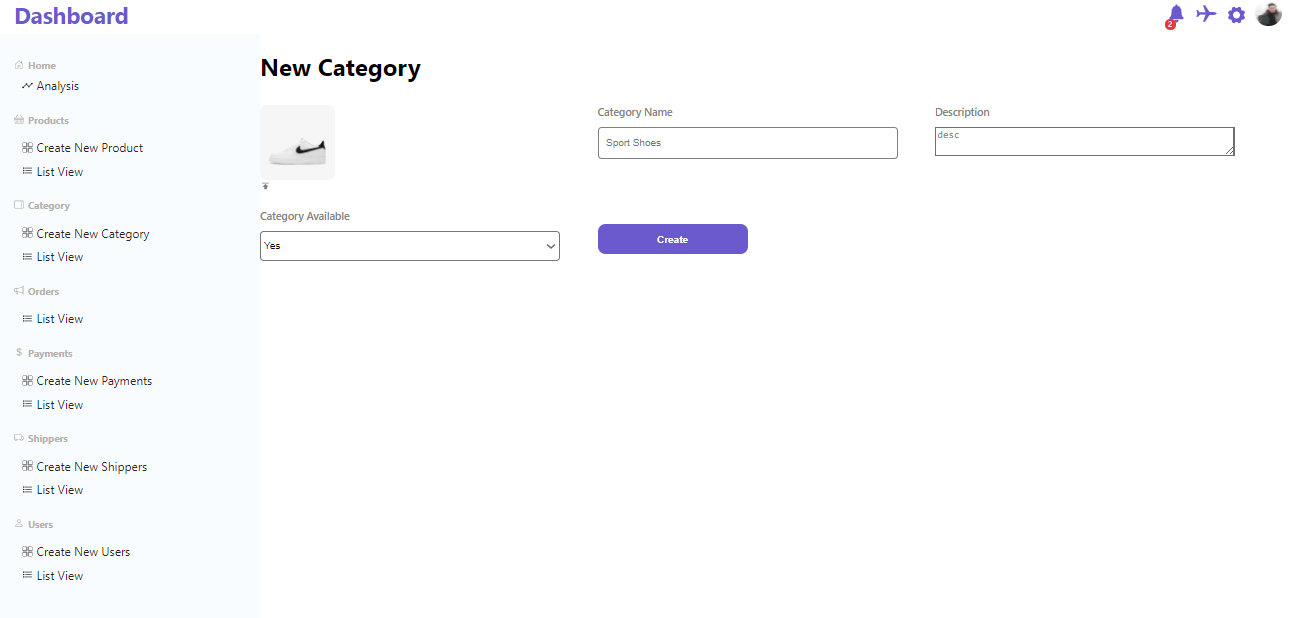 Dashboard
2
Home
Analysis
Products
Create New Product
List View
Category
Create New Category
List View
Orders
List View
Payments
Create New Payments
List View
Shippers
Create New Shippers
List View
Users
Create New Users
List View
New Category
Category Name
Sport Shoes
Description
desc
Category Available
Yes
Create